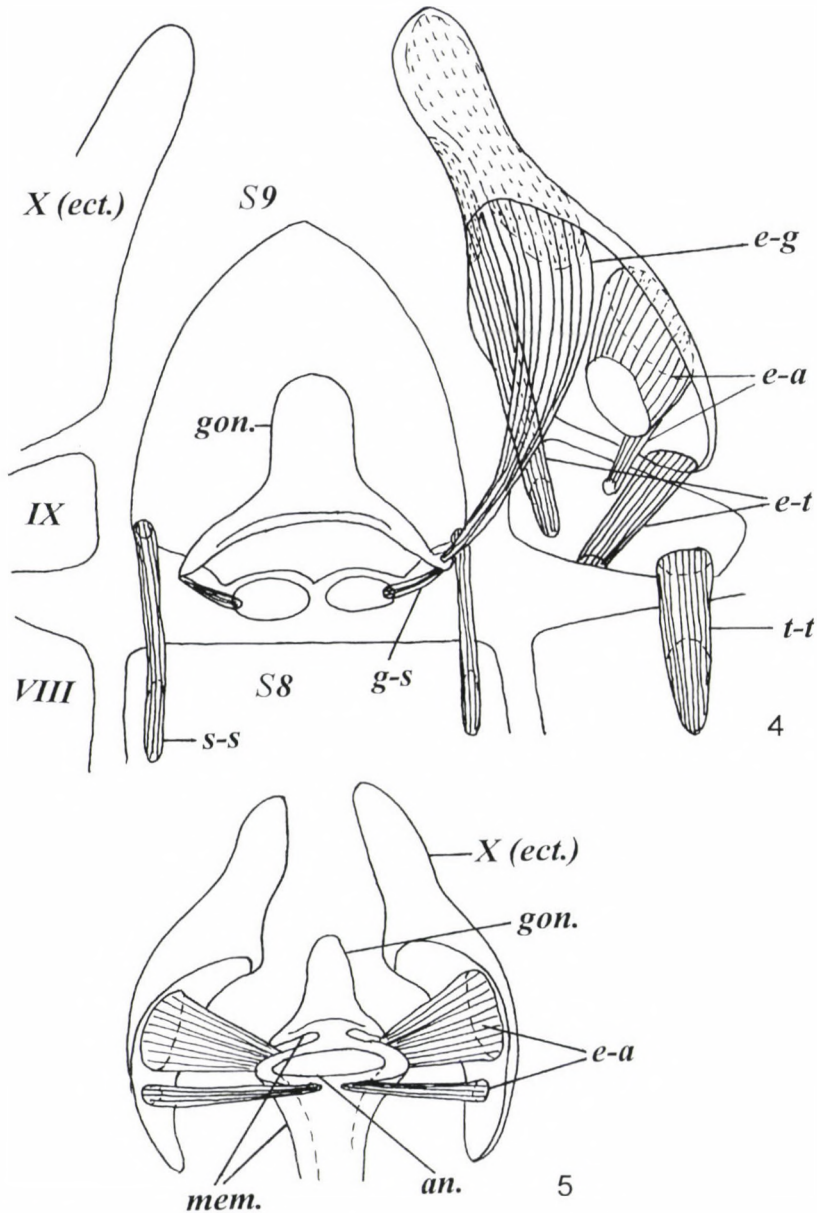 X (ect.)
S9
e-g
e-a
gon.
e-t
IX
t-t
g-s
VIII
S8
s-s
4
X (ect.)
gon.
e-a
mem.
an.
5